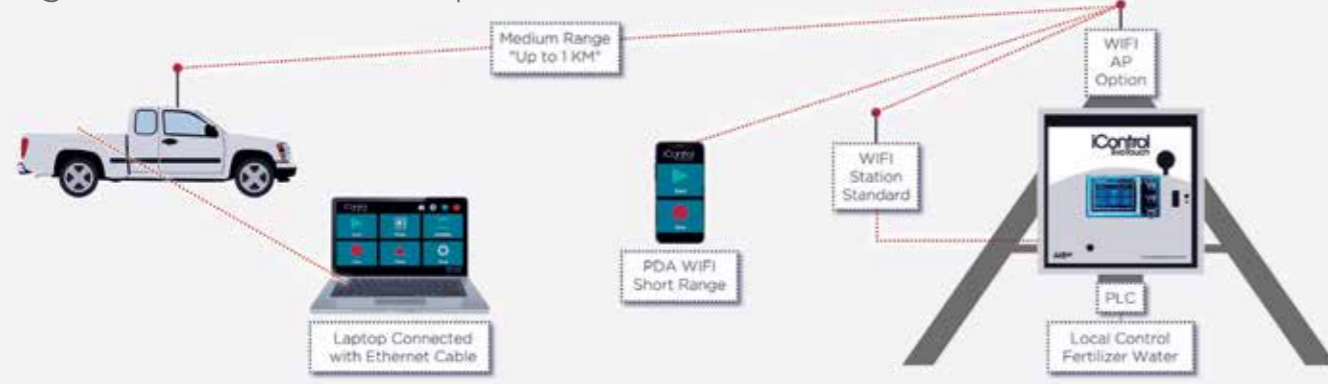 Medium Range
"Up to 1 KM"
WIFI
AP
Option
iControl
WIFI
Station
Standard
iControl
PDA WIFI
Short Range
PLC
Laptop Connected
with Ethernet Cable
Local Control
Fertilizer Water